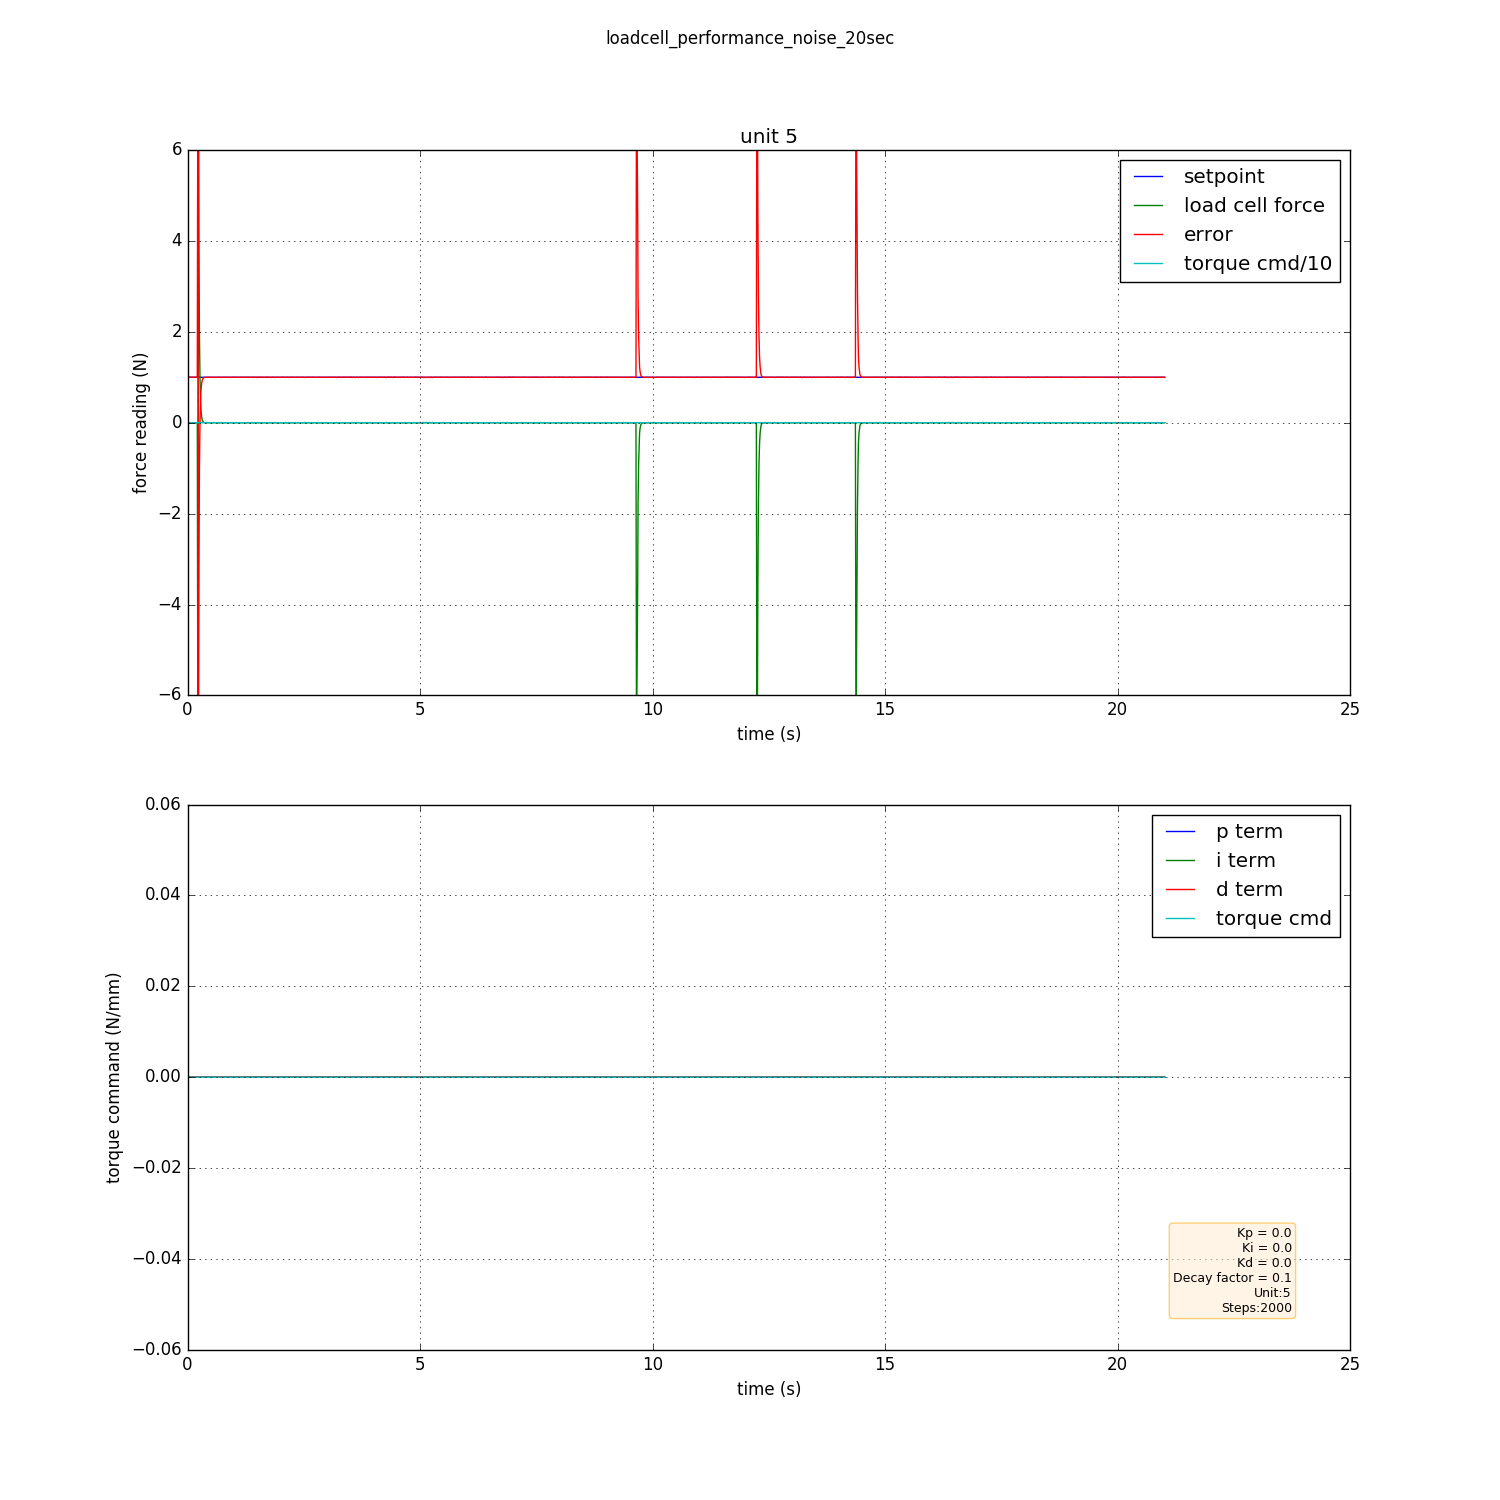 loadcell_performance_noise_20sec
unit 5
6
4
2
0
−2
−4
−6
force reading (N)
setpoint
load cell force
error
torque cmd/10
0 5 10 15 20 25
time (s)
0.06
0.04
0.02
0.00
−0.02
−0.04
−0.06
torque command (N/mm)
p term
i term
d term
torque cmd
Kp = 0.0
Ki = 0.0
Kd = 0.0
Decay factor = 0.1
Unit:5
Steps:2000
0 5 10 15 20 25
time (s)